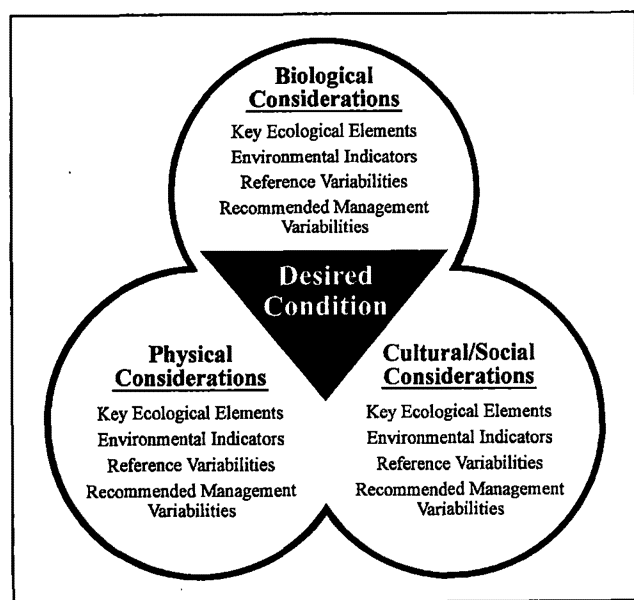 Biological
Considerations
Key Ecological Elements
Environmental Indicators
Reference Variabilities
Recommended Management
Variabilities
Desired
Condition
Physical
Considerations
Key Ecological Elements
Environmental Indicators
Reference Variabilities
Recommended Management
Variabilities
Cultural/Social
Considerations
Key Ecological Elements
Environmental Indicators
Reference Variabilities
Recommended Management
Variabilities